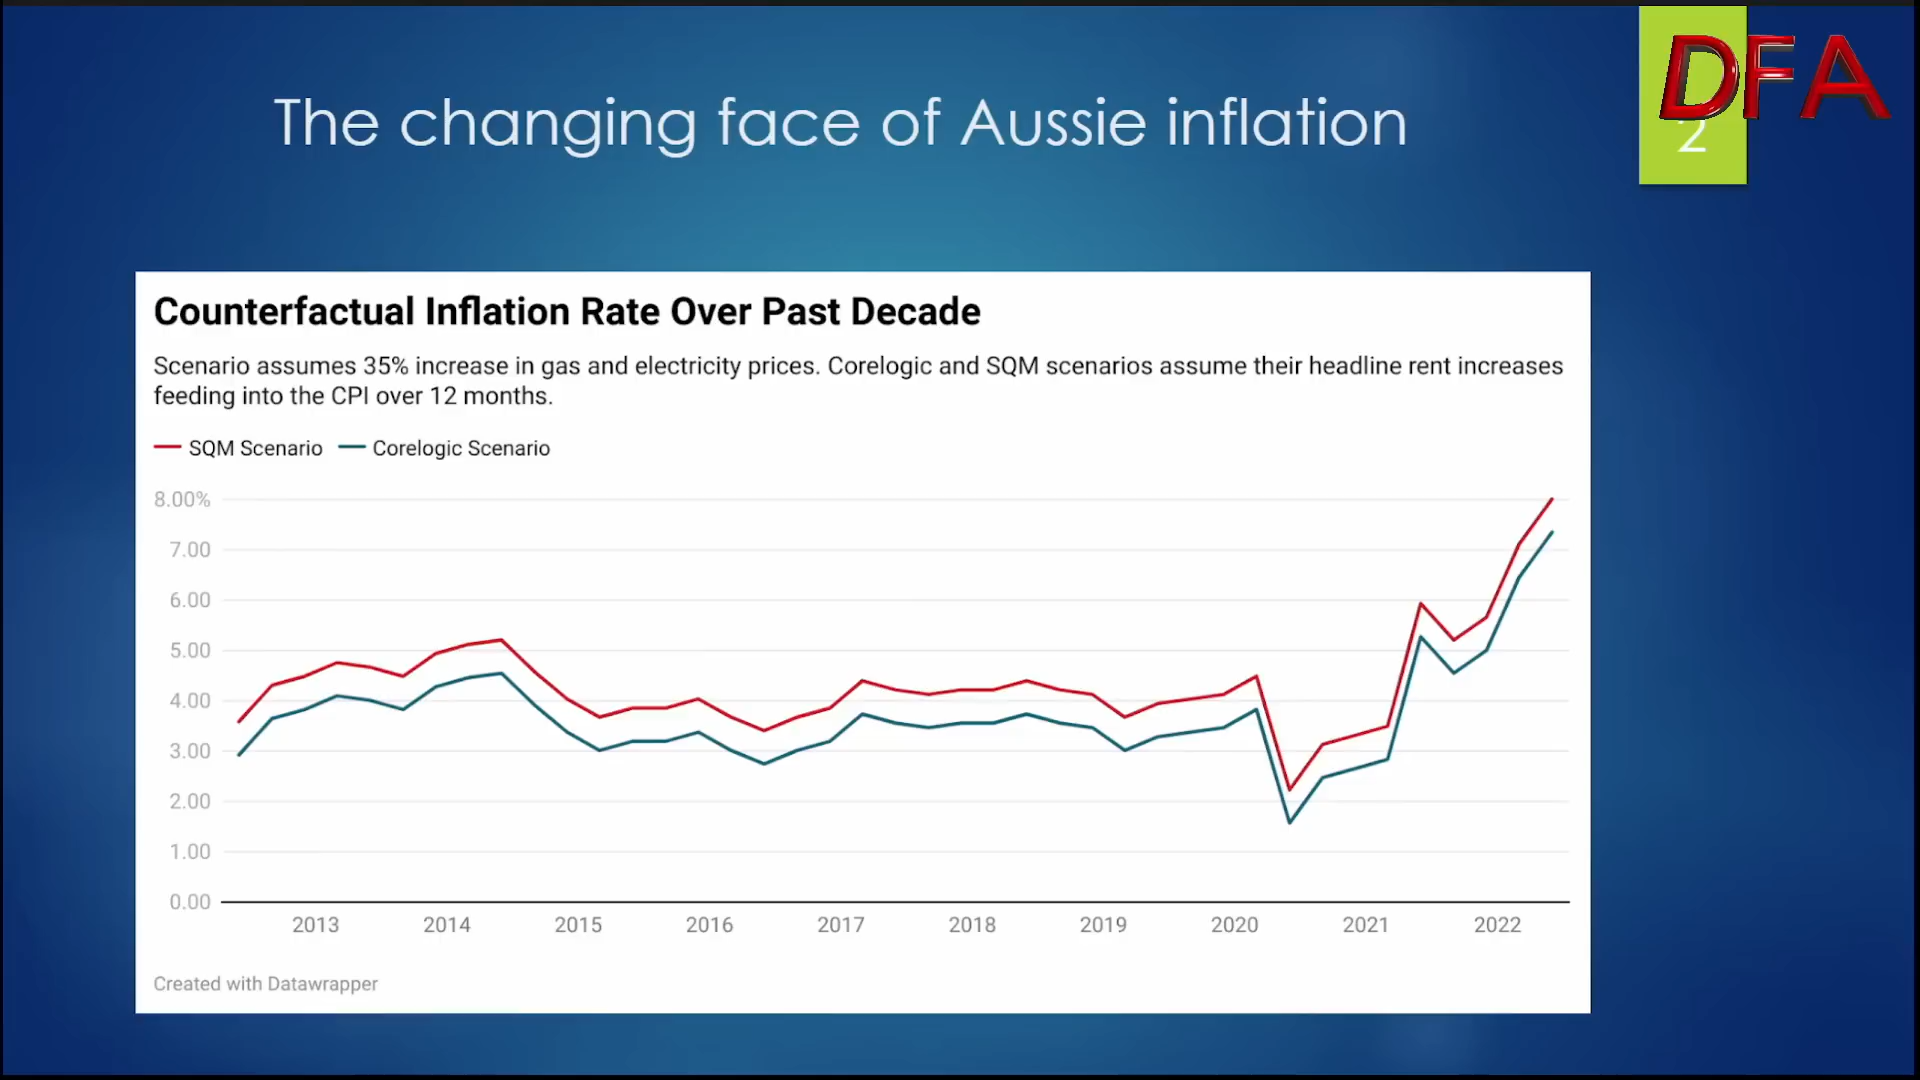 DFA
The changing face of Aussie inflation
2
Counterfactual Inflation Rate Over Past Decade
Scenario assumes 35% increase in gas and electricity prices. Corelogic and SQM scenarios assume their headline rent increases
feeding into the CPI over 12 months.
SQM Scenario Corelogic Scenario
8.00%
7.00
6.00
5.00
4.00
3.00
2.00
1.00
0.00
2013 2014 2015 2016 2017 2018 2019 2020 2021 2022
Created with Datawrapper